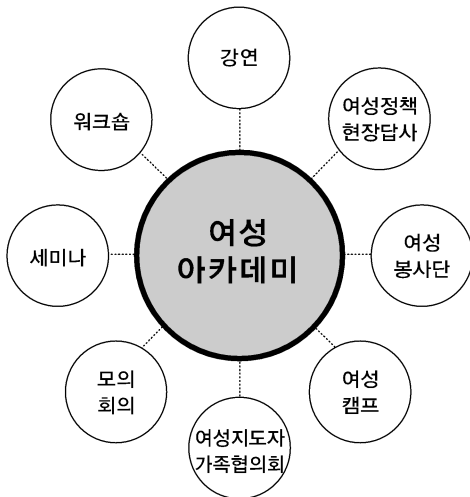 강연
여성정책
현장답사
여성
봉사단
여성
캠프
여성지도자
가족협의회
모의
회의
세미나
워크숍
여성
아카데미